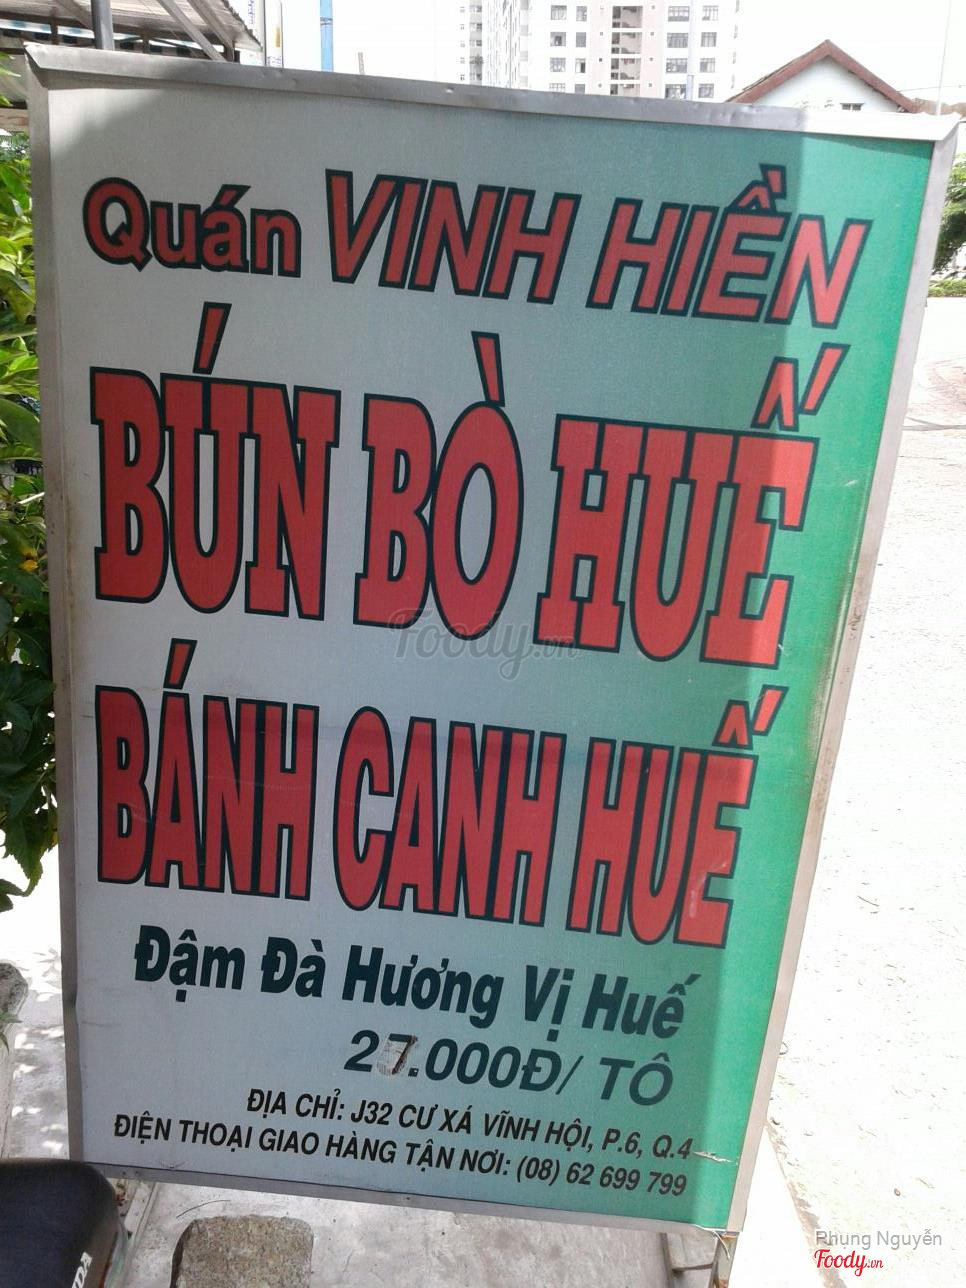 Quán VINH HIỀN
BÚN BÒ HUẾ
Foody.vn
BÁNH CANH HUẾ
Đậm Đà Hương Vị Huế
27.000Đ/ TÔ
ĐỊA CHỈ: J32 CƯ XÁ VĨNH HỘI, P.6, Q.4
ĐIỆN THOẠI GIAO HÀNG TẬN NƠI: (08) 62 699 799
Phung Nguyễn
Foody.vn